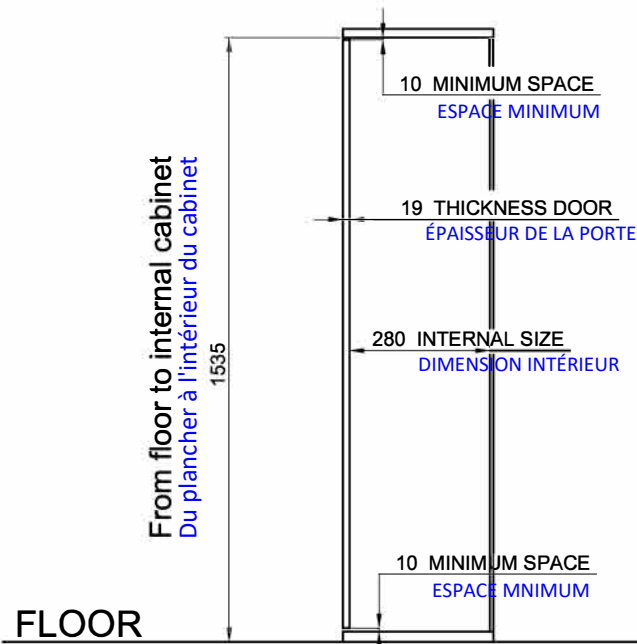 10 MINIMUM SPACE
ESPACE MINIMUM
From floor to internal cabinet
Du plancher à l'intérieur du cabinet
1535
19 THICKNESS DOOR
ÉPAISSEUR DE LA PORTE
280 INTERNAL SIZE
DIMENSION INTÉRIEUR
10 MINIMUM SPACE
ESPACE MNIMUM
FLOOR